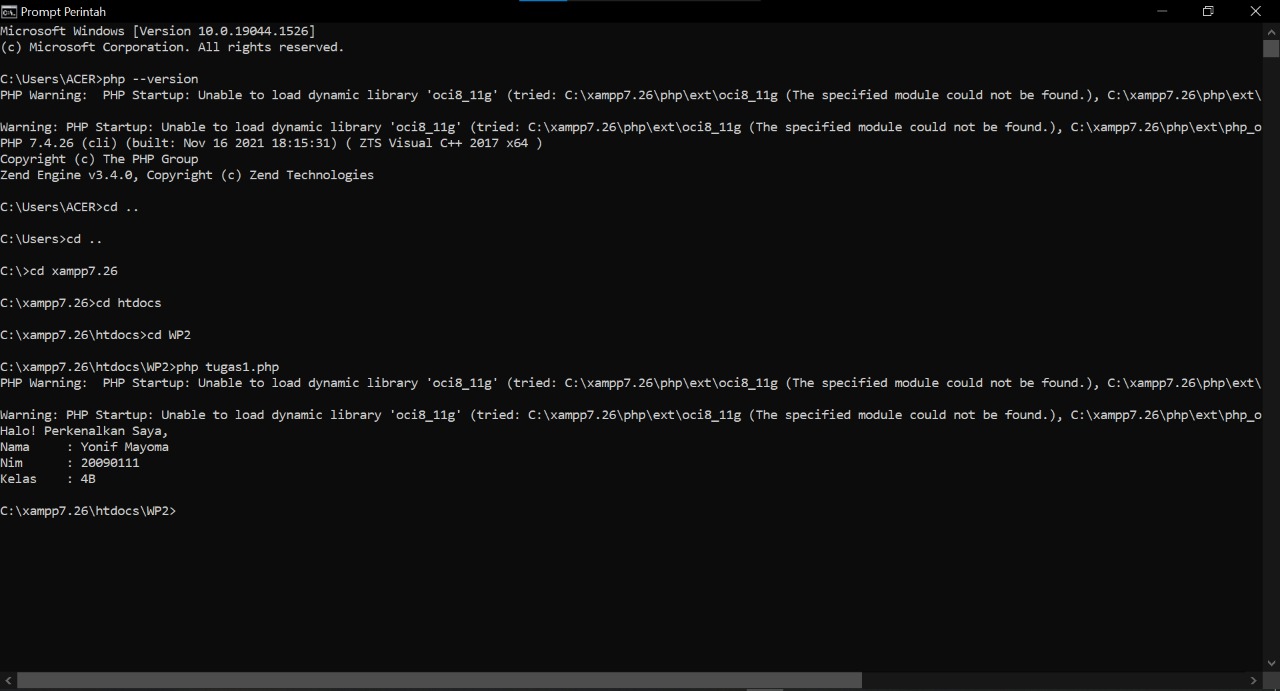 Prompt Perintah
Microsoft Windows [Version 10.0.19044.1526]
(c) Microsoft Corporation. All rights reserved.
C:\Users\ACER>php --version
PHP Warning:  PHP Startup: Unable to load dynamic library 'oci8_11g' (tried: C:\xampp7.26\php\ext\oci8_11g (The specified module could not be found.), C:\xampp7.26\php\ext\
Warning: PHP Startup: Unable to load dynamic library 'oci8_11g' (tried: C:\xampp7.26\php\ext\oci8_11g (The specified module could not be found.), C:\xampp7.26\php\ext\php_o
PHP 7.4.26 (cli) (built: Nov 16 2021 18:15:31) ( ZTS Visual C++ 2017 x64 )
Copyright (c) The PHP Group
Zend Engine v3.4.0, Copyright (c) Zend Technologies
C:\Users\ACER>cd ..
C:\Users>cd ..
C:\>cd xampp7.26
C:\xampp7.26>cd htdocs
C:\xampp7.26\htdocs>cd WP2
C:\xampp7.26\htdocs\WP2>php tugas1.php
PHP Warning:  PHP Startup: Unable to load dynamic library 'oci8_11g' (tried: C:\xampp7.26\php\ext\oci8_11g (The specified module could not be found.), C:\xampp7.26\php\ext\
Warning: PHP Startup: Unable to load dynamic library 'oci8_11g' (tried: C:\xampp7.26\php\ext\oci8_11g (The specified module could not be found.), C:\xampp7.26\php\ext\php_o
Halo! Perkenalkan Saya,
Nama     : Yonif Mayoma
Nim      : 20090111
Kelas    : 4B
C:\xampp7.26\htdocs\WP2>